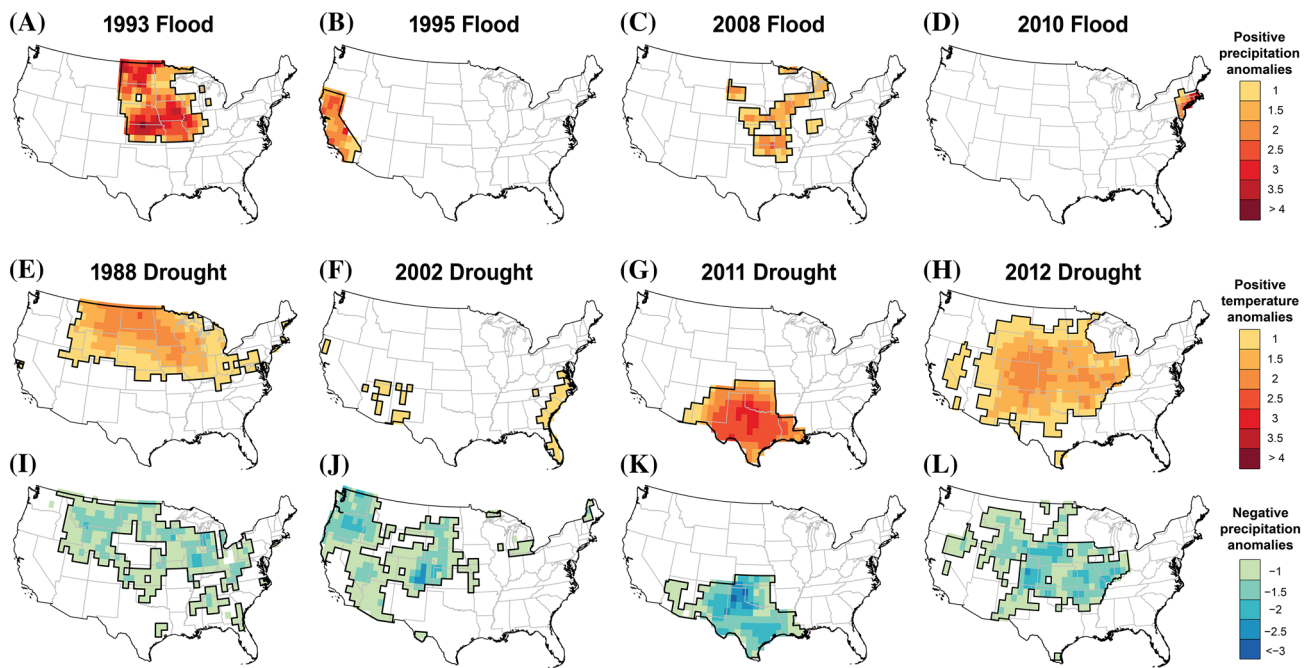 (A) 1993 Flood
(B) 1995 Flood
(C) 2008 Flood
(D) 2010 Flood
Positive
precipitation
anomalies
1
1.5
2
2.5
3
3.5
> 4
(E) 1988 Drought
(F) 2002 Drought
(G) 2011 Drought
(H) 2012 Drought
Positive
temperature
anomalies
1
1.5
2
2.5
3
3.5
> 4
(I)
(J)
(K)
(L)
Negative
precipitation
anomalies
−1
−1.5
−2
−2.5
<−3